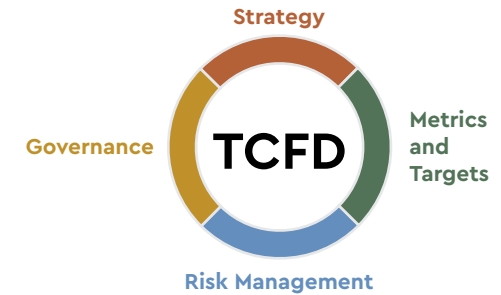 Strategy
Governance
TCFD
Metrics
and
Targets
Risk Management